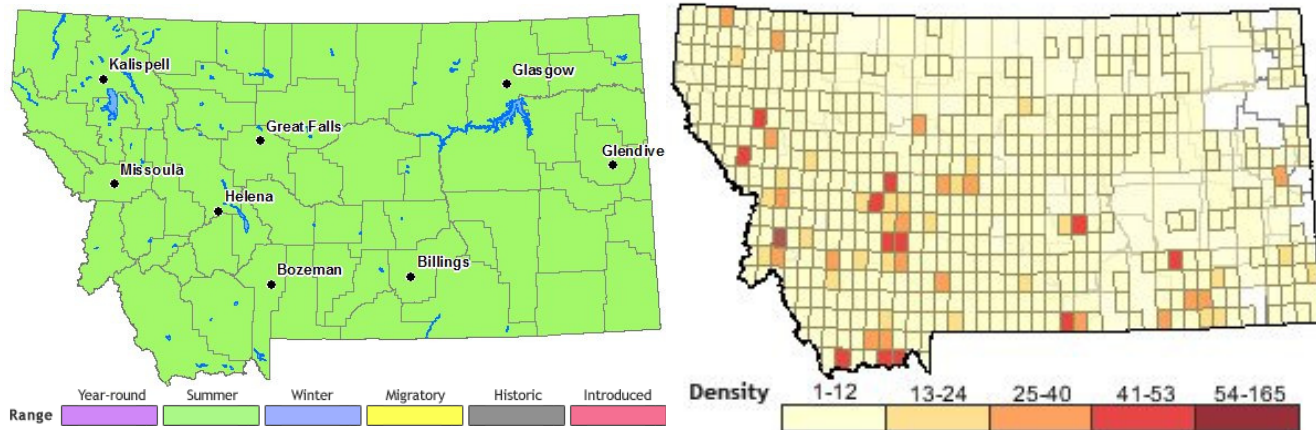 Kalispell
Glasgow
Great Falls
Glendive
Missoula
Helena
Bozeman
Billings
Range Year-round Summer Winter Migratory Historic Introduced
Density 1-12 13-24 25-40 41-53 54-165